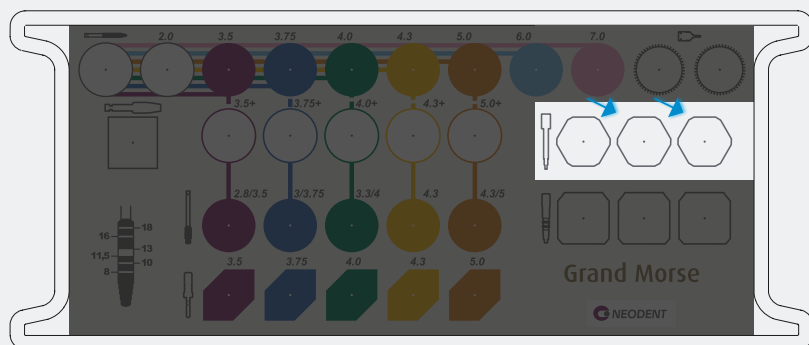 2.0 3.5 3.75 4.0 4.3 5.0 6.0 7.0
3.5+ 3.75+ 4.0+ 4.3+ 5.0+
2.8/3.5 3/3.75 3.3/4 4.3 4.3/5
18
16
13
11,5
10
8
3.5 3.75 4.0 4.3 5.0
Grand Morse
NEODENT